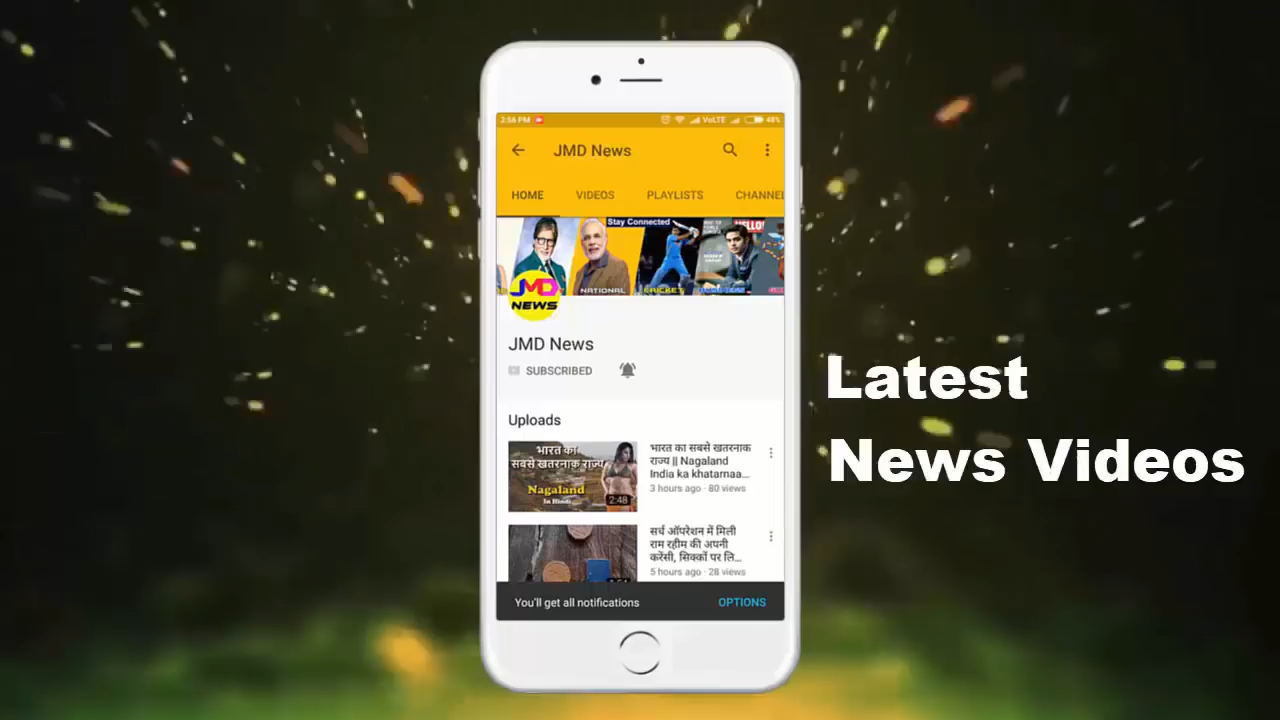 2:56 PM
VoLTE
48%
JMD News
HOME
VIDEOS
PLAYLISTS
CHANNEL
Stay Connected
HELLO!
NATIONAL
CRICKET
JMD
NEWS
JMD News
SUBSCRIBED
Uploads
भारत का
सबसे खतरनाक राज्य
Nagaland
In Hindi
2:48
भारत का सबसे खतरनाक
राज्य || Nagaland
India ka khatarnaa...
3 hours ago · 80 views
सर्च ऑपरेशन में मिली
राम रहीम की अपनी
करेंसी, सिक्कों पर लि...
5 hours ago · 28 views
You'll get all notifications
OPTIONS
Latest
News Videos